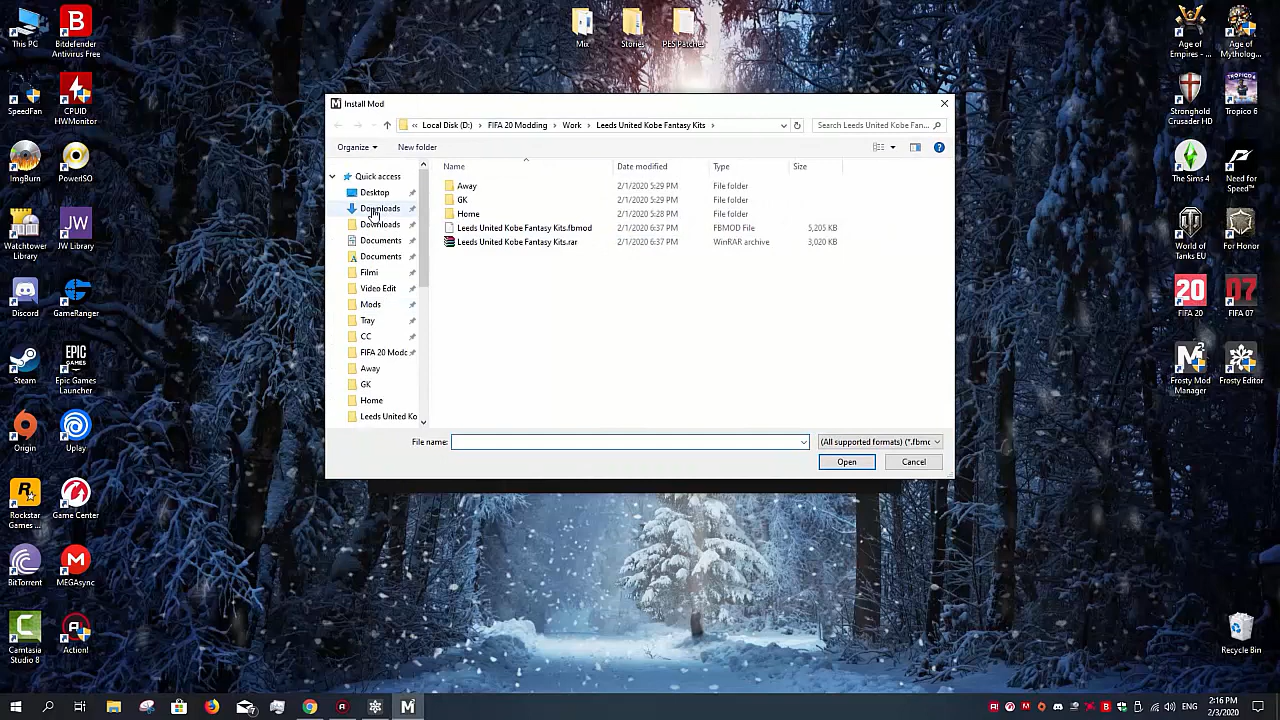 This PC
Bitdefender
Antivirus Free
SpeedFan
CPUID
HWMonitor
ImgBurn
PowerISO
Watchtower
Library
JW
JW Library
Discord
GameRanger
Steam
EPIC
GAMES
Epic Games
Launcher
Origin
Uplay
Rockstar
Games ...
Game Center
BitTorrent
MEGAsync
Camtasia
Studio 8
Action!
Mix
Stories
PES Patches
Install Mod
« Local Disk (D:) › FIFA 20 Modding › Work › Leeds United Kobe Fantasy Kits ›
Search Leeds United Kobe Fan...
Organize
New folder
Quick access
Desktop
Downloads
Downloads
Documents
Documents
Filmi
Video Edit
Mods
Tray
CC
FIFA 20 Modc
Away
GK
Home
Leeds United Ko
Name Date modified Type Size
Away 2/1/2020 5:29 PM File folder
GK 2/1/2020 5:29 PM File folder
Home 2/1/2020 5:28 PM File folder
Leeds United Kobe Fantasy Kits.fbmod 2/1/2020 6:37 PM FBMOD File 5,205 KB
Leeds United Kobe Fantasy Kits.rar 2/1/2020 6:37 PM WinRAR archive 3,020 KB
File name:
(All supported formats) (*.fbmc
Open
Cancel
Age of
Empires - ...
Age of
Mytholog...
Stronghold
Crusader HD
Tropico 6
The Sims 4
Need for
Speed™
World of
Tanks EU
For Honor
20
FIFA 20
07
FIFA 07
M2
Frosty Mod
Manager
Frosty Editor
Recycle Bin
ENG
2:16 PM
2/3/2020